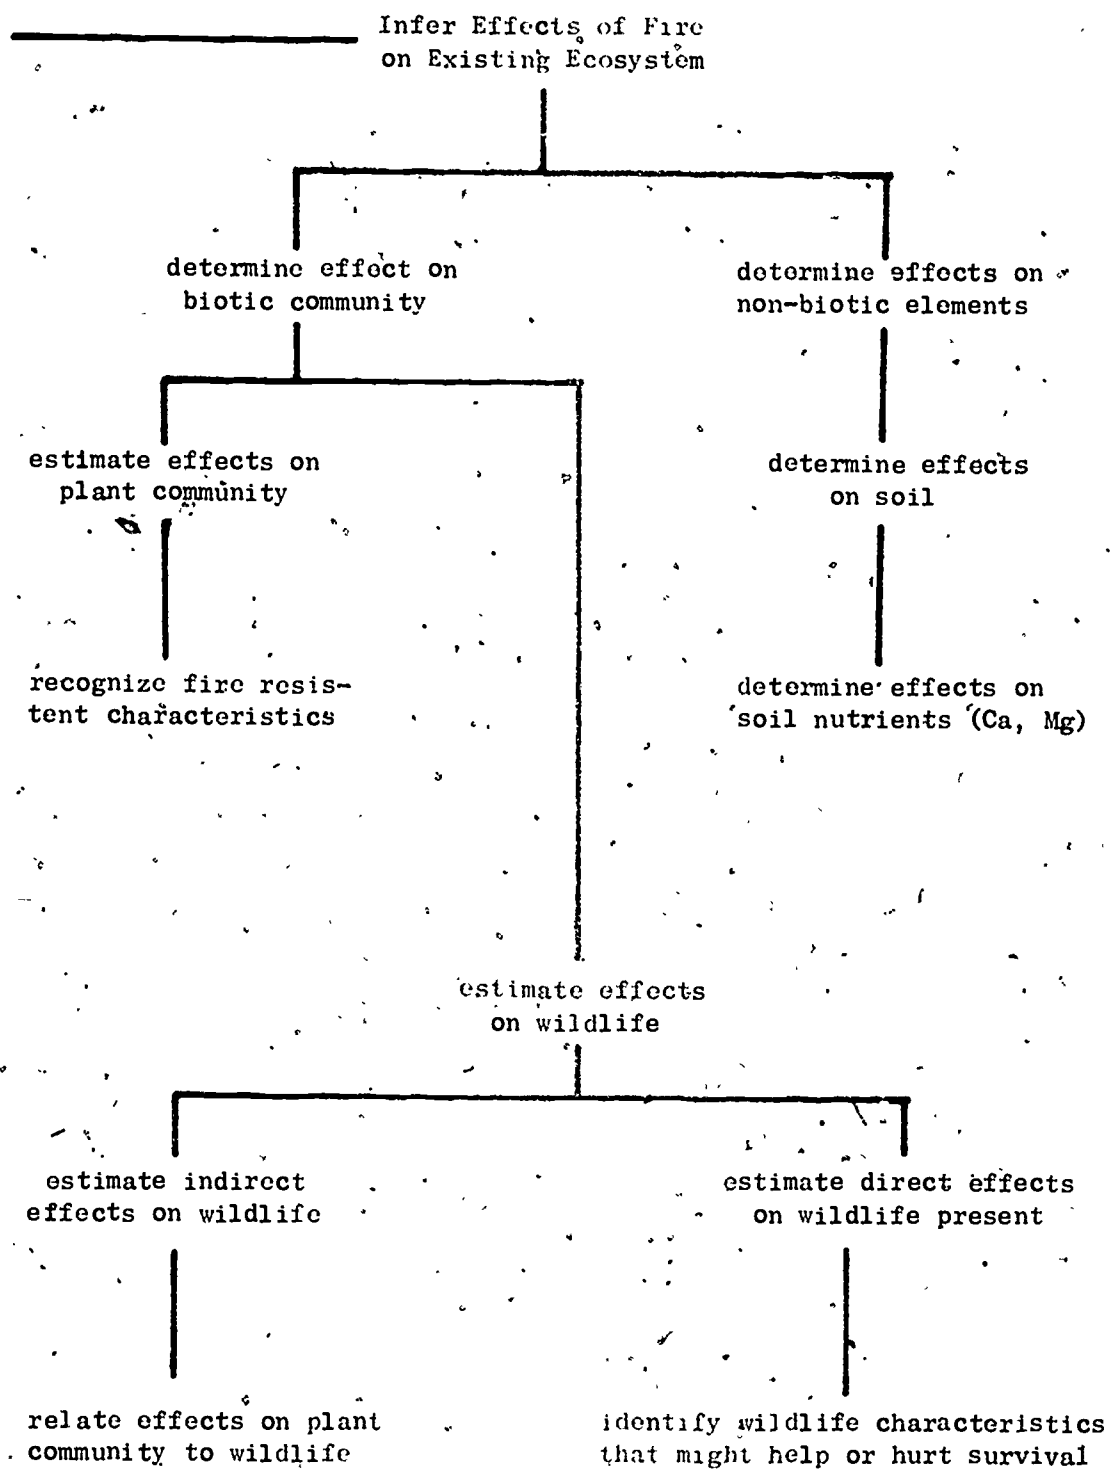 Infer Effects of Fire
on Existing Ecosystem
determine effect on
biotic community
determine effects on
non-biotic elements
estimate effects on
plant community
determine effects
on soil
recognize fire resis-
tent characteristics
determine effects on
soil nutrients (Ca, Mg)
estimate effects
on wildlife
estimate indirect
effects on wildlife
estimate direct effects
on wildlife present
relate effects on plant
community to wildlife
identify wildlife characteristics
that might help or hurt survival